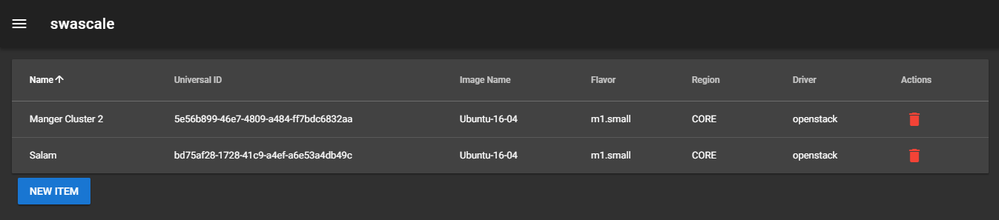 swascale
Name Universal ID Image Name Flavor Region Driver Actions
Manger Cluster 2 5e56b899-46e7-4809-a484-ff7bdc6832aa Ubuntu-16-04 m1.small CORE openstack
Salam bd75af28-1728-41c9-a4ef-a6e53a4db49c Ubuntu-16-04 m1.small CORE openstack
NEW ITEM